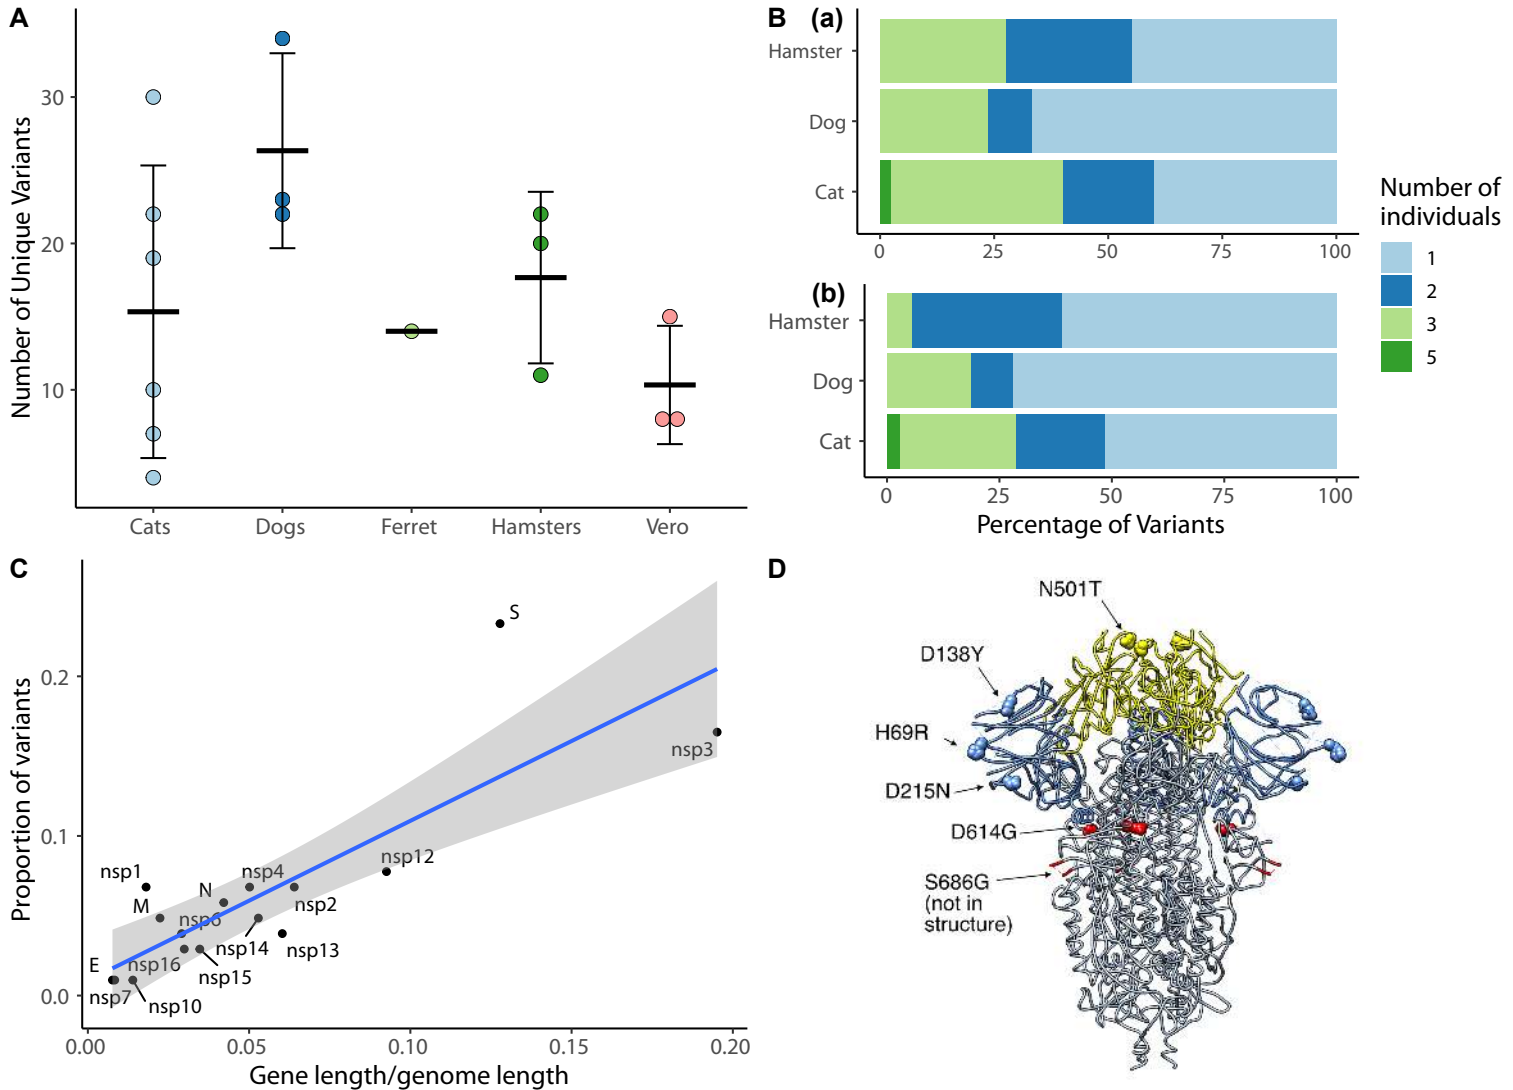 A
Number of Unique Variants
30
20
10
Cats Dogs Ferret Hamsters Vero
B (a)
Hamster
Dog
Cat
0 25 50 75 100
(b)
Hamster
Dog
Cat
0 25 50 75 100
Percentage of Variants
Number of
individuals
1
2
3
5
C
Proportion of variants
0.2
0.1
0.0
S
nsp3
nsp12
nsp1
nsp4
N
M
nsp2
nsp6
nsp14
nsp13
E
nsp16
nsp15
nsp7
nsp10
0.00 0.05 0.10 0.15 0.20
Gene length/genome length
D
N501T
D138Y
H69R
D215N
D614G
S686G
(not in
structure)